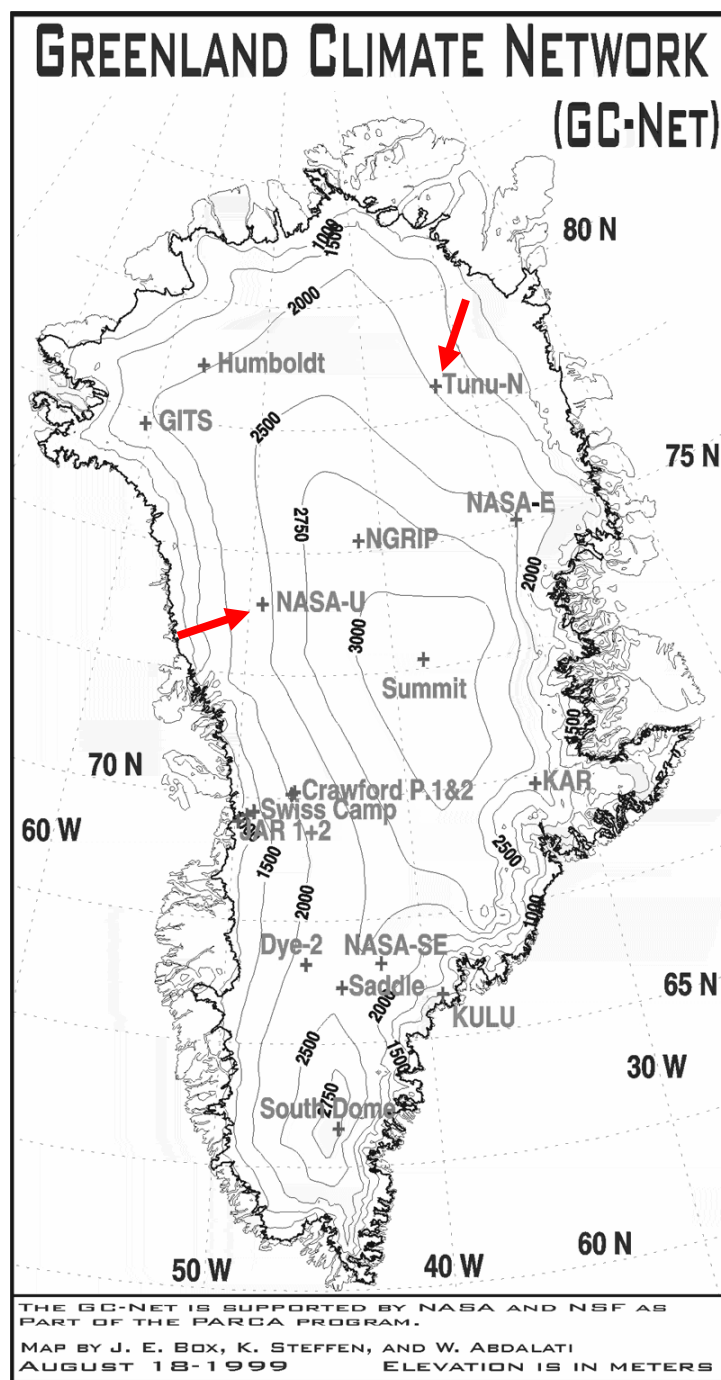 GREENLAND CLIMATE NETWORK
(GC-NET)
80 N
1000
1500
2000
Humboldt
Tunu-N
GITS
2500
75 N
NASA-E
2750
NGRIP
2000
NASA-U
3000
Summit
1500
70 N
Crawford P.1&2
KAR
Swiss Camp
60 W
JAR 1+2
2500
1500
1000
2000
Dye-2
NASA-SE
Saddle
65 N
2000
KULU
2500
1500
30 W
2750
South Dome
60 N
50 W
40 W
THE GC-NET IS SUPPORTED BY NASA AND NSF AS
PART OF THE PARCA PROGRAM.
MAP BY J. E. BOX, K. STEFFEN, AND W. ABDALATI
AUGUST 18-1999 ELEVATION IS IN METERS